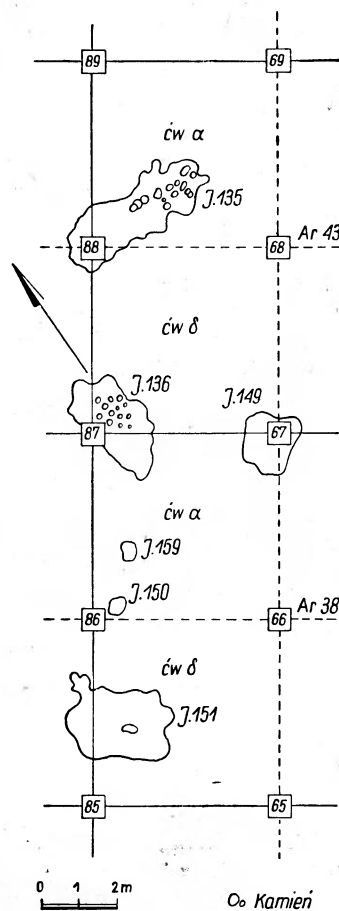 89 69
ćw α
J.135
88 68 Ar 43
ćw δ
J.136 J.149
87 67
ćw α
J.159
J.150
86 66 Ar 38
ćw δ
J.151
85 65
0 1 2m
Kamień